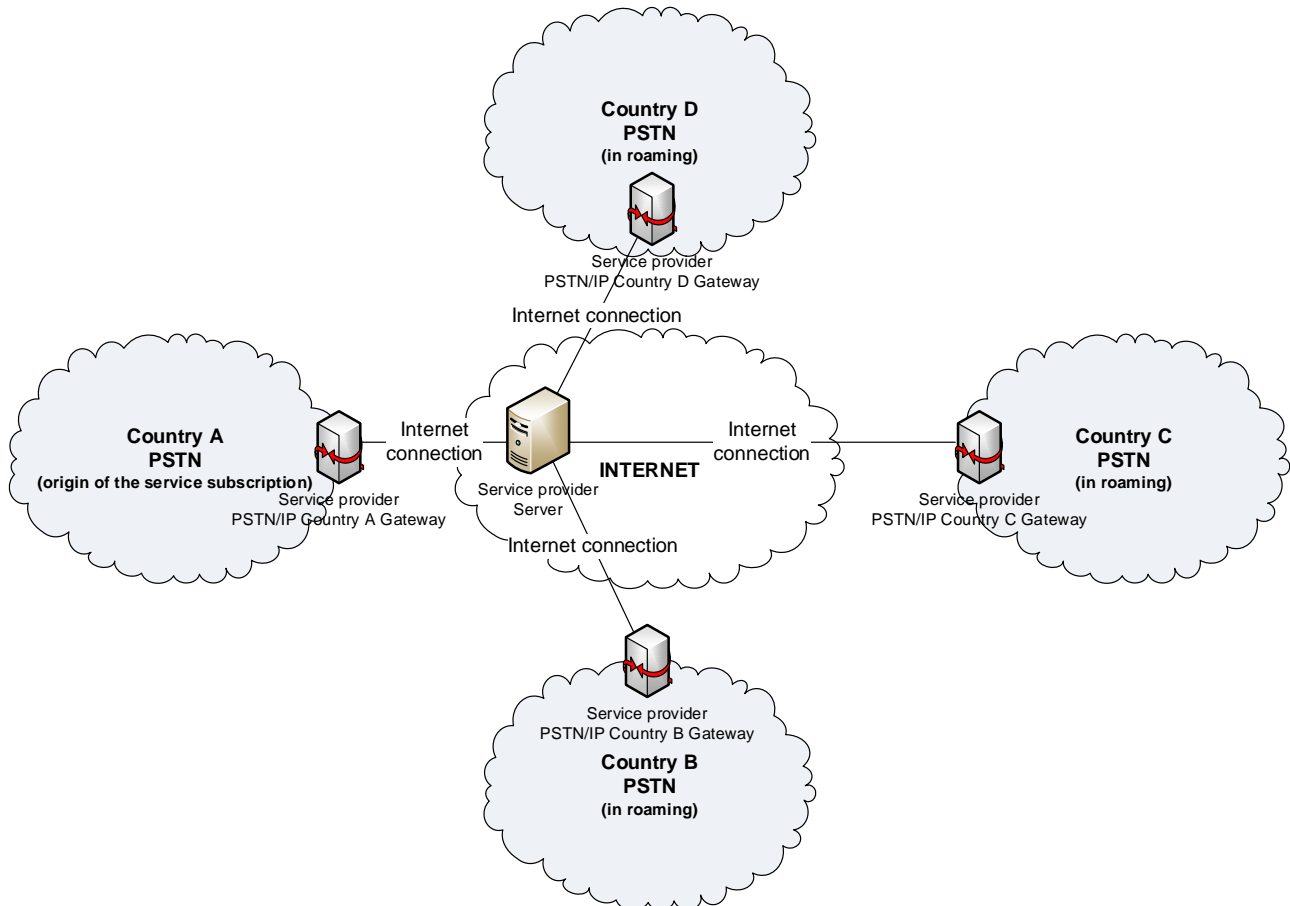 Country D
PSTN
(in roaming)
Service provider
PSTN/IP Country D Gateway
Internet connection
Country A
PSTN
(origin of the service subscription)
Service provider
PSTN/IP Country A Gateway
Internet
connection
Service provider
Server
INTERNET
Internet
connection
Country C
PSTN
(in roaming)
Service provider
PSTN/IP Country C Gateway
Internet connection
Service provider
PSTN/IP Country B Gateway
Country B
PSTN
(in roaming)